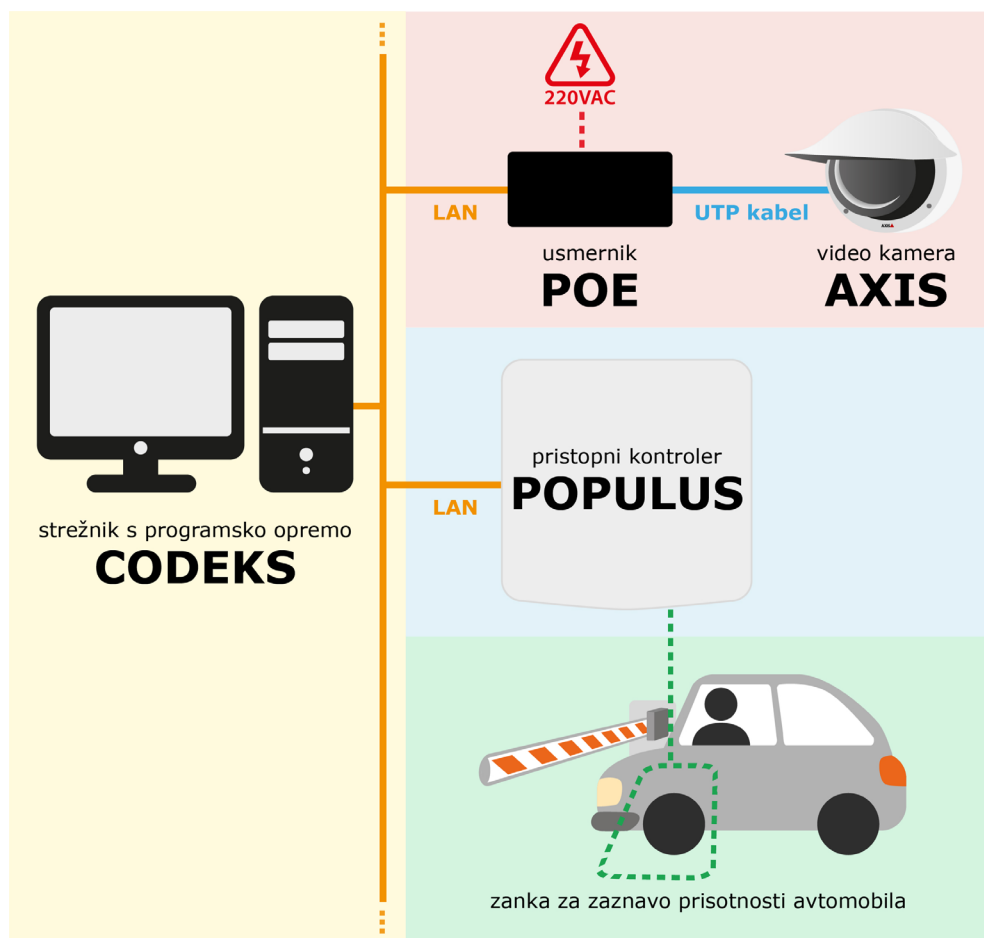 220VAC
LAN
UTP kabel
AXIS
usmernik
POE
video kamera
AXIS
strežnik s programsko opremo
CODEKS
pristopni kontroler
POPULUS
LAN
zanka za zaznavo prisotnosti avtomobila